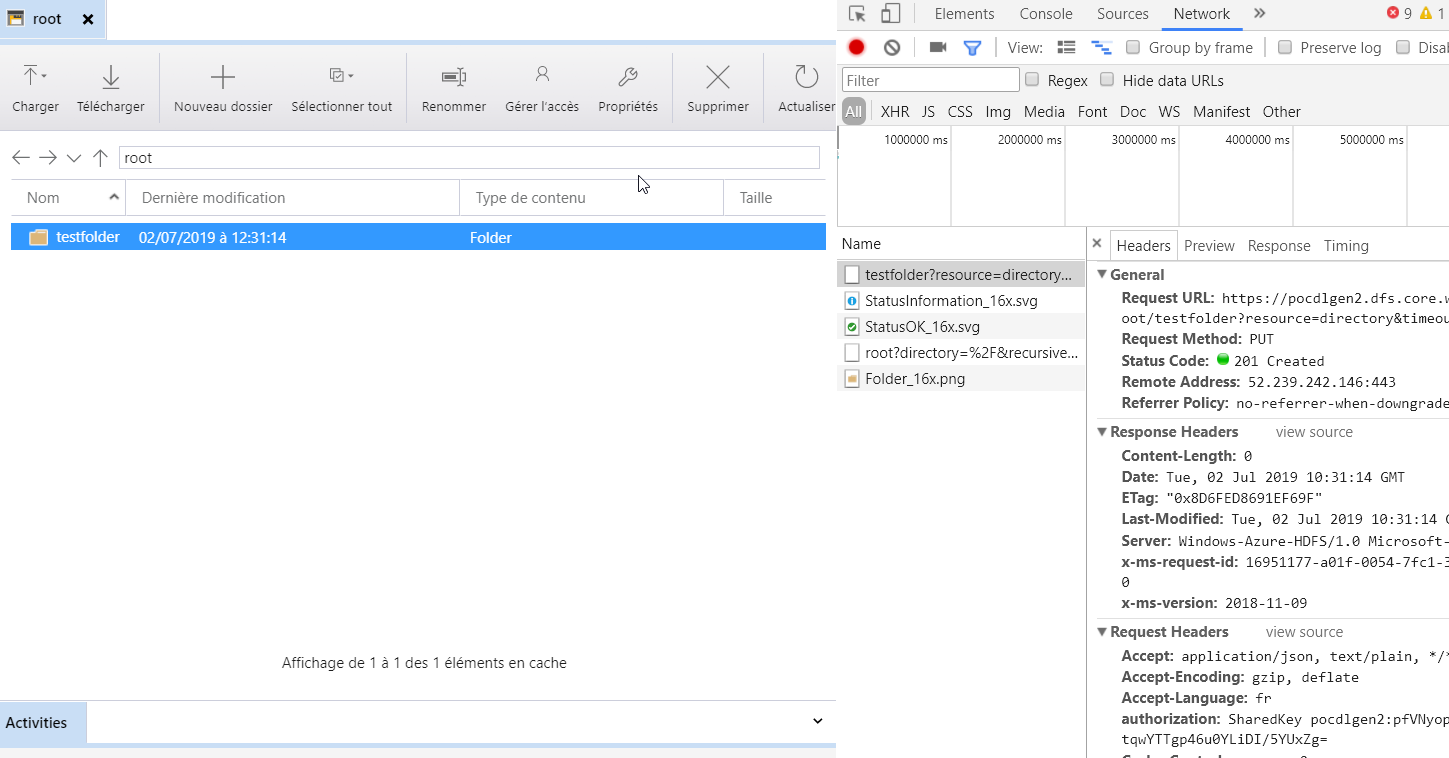 root
Charger
Télécharger
Nouveau dossier
Sélectionner tout
Renommer
Gérer l'accès
Propriétés
Supprimer
Actualiser
root
Nom
Dernière modification
Type de contenu
Taille
testfolder 02/07/2019 à 12:31:14 Folder
Affichage de 1 à 1 des 1 éléments en cache
Activities
Elements Console Sources Network 9 1
View: Group by frame Preserve log Disal
Filter Regex Hide data URLs
All XHR JS CSS Img Media Font Doc WS Manifest Other
1000000 ms 2000000 ms 3000000 ms 4000000 ms 5000000 ms
Name
testfolder?resource=directory...
StatusInformation_16x.svg
StatusOK_16x.svg
root?directory=%2F&recursive...
Folder_16x.png
Headers Preview Response Timing
General
Request URL: https://pocdlgen2.dfs.core.w
oot/testfolder?resource=directory&timeou
Request Method: PUT
Status Code: 201 Created
Remote Address: 52.239.242.146:443
Referrer Policy: no-referrer-when-downgrade
Response Headers view source
Content-Length: 0
Date: Tue, 02 Jul 2019 10:31:14 GMT
ETag: "0x8D6FED8691EF69F"
Last-Modified: Tue, 02 Jul 2019 10:31:14 G
Server: Windows-Azure-HDFS/1.0 Microsoft-
x-ms-request-id: 16951177-a01f-0054-7fc1-3
0
x-ms-version: 2018-11-09
Request Headers view source
Accept: application/json, text/plain, */*
Accept-Encoding: gzip, deflate
Accept-Language: fr
authorization: SharedKey pocdlgen2:pfVNyop
tqwYTTgp46u0YLiDI/5YUxZg=